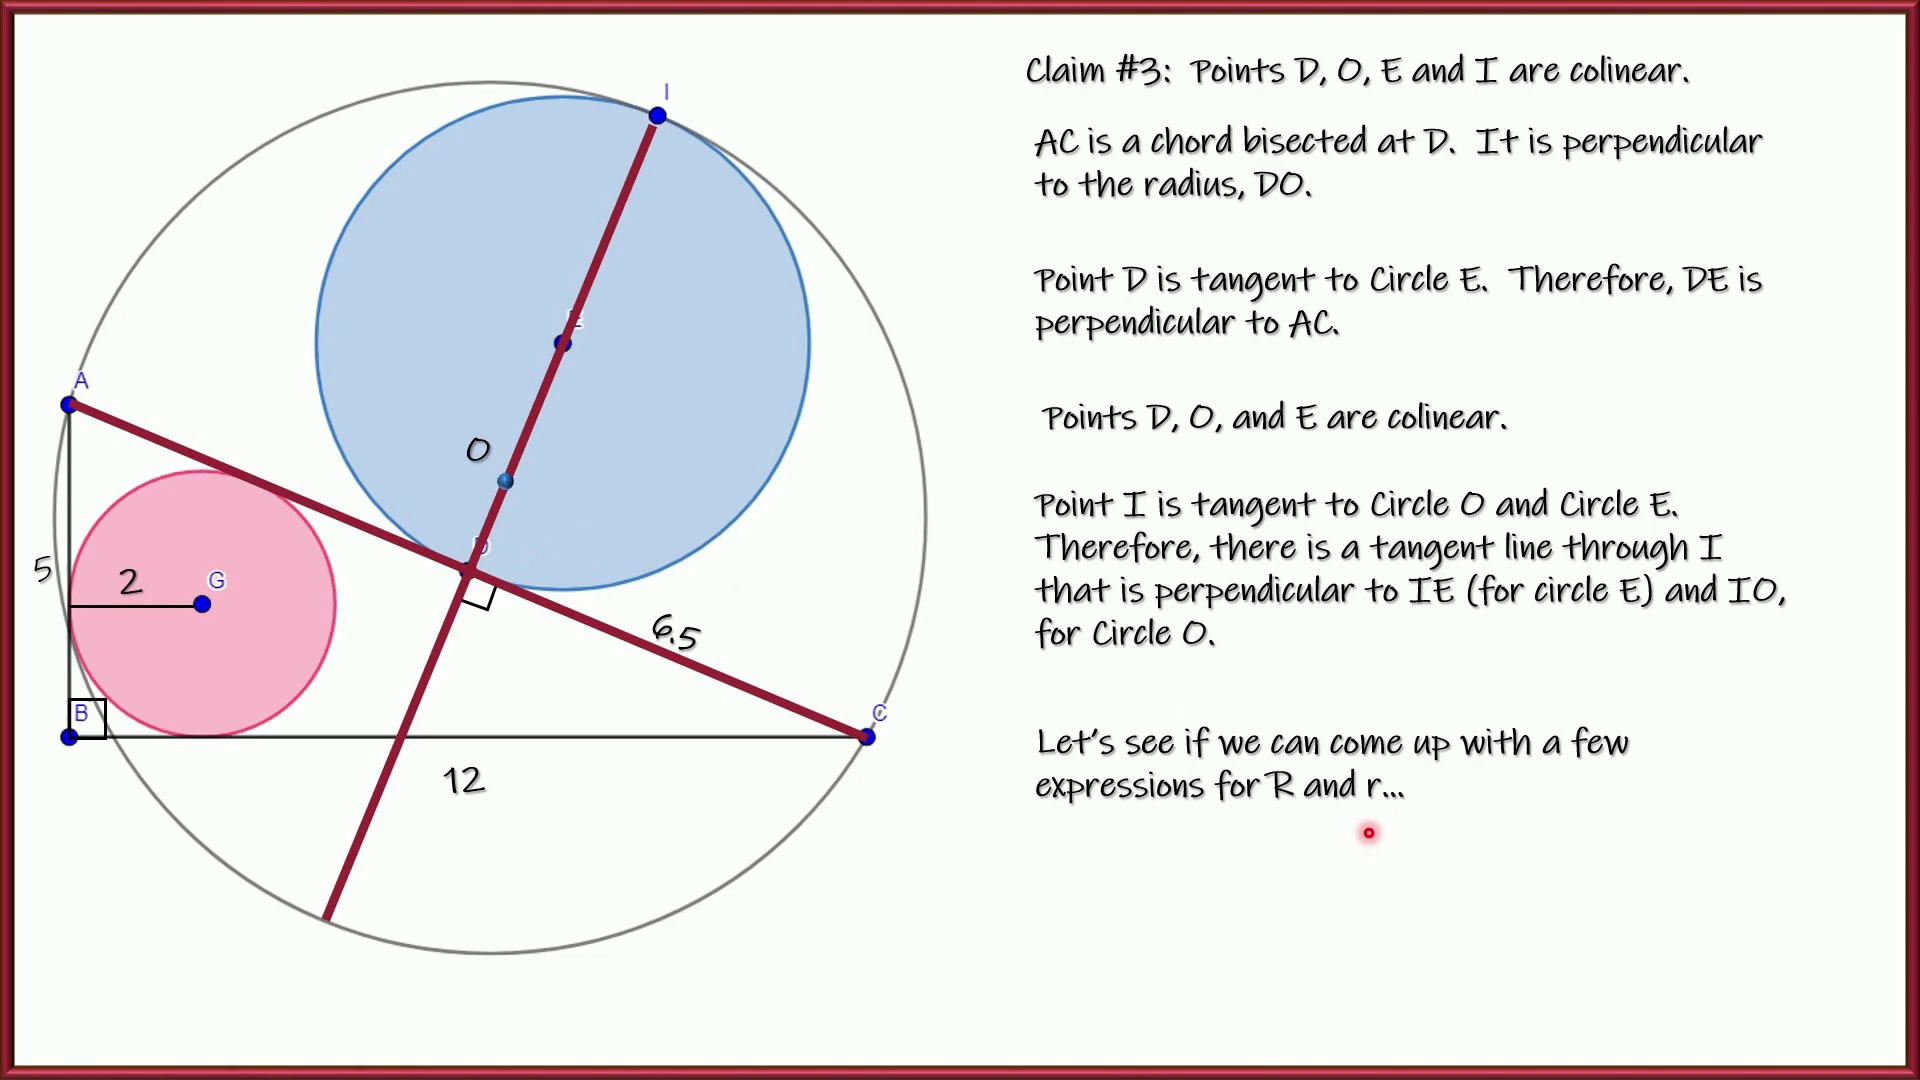 Claim #3: Points D, O, E and I are colinear.
AC is a chord bisected at D. It is perpendicular
to the radius, DO.
Point D is tangent to Circle E. Therefore, DE is
perpendicular to AC.
Points D, O, and E are colinear.
Point I is tangent to Circle O and Circle E.
Therefore, there is a tangent line through I
that is perpendicular to IE (for circle E) and IO,
for Circle O.
Let's see if we can come up with a few
expressions for R and r...
I
E
A
O
D
5
2
G
6.5
B
C
12